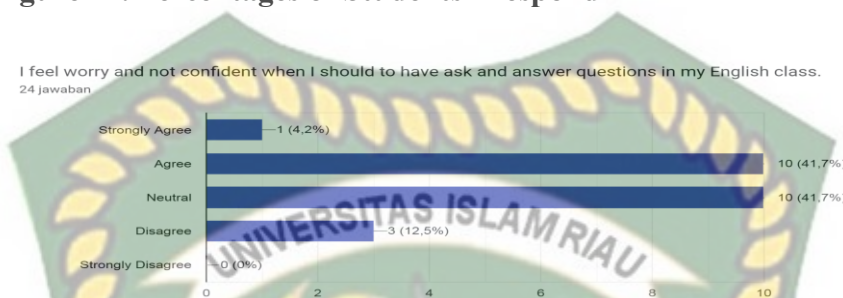 I feel worry and not confident when I should to have ask and answer questions in my English class.
24 jawaban
Strongly Agree 1 (4,2%)
Agree 10 (41,7%)
Neutral 10 (41,7%)
Disagree 3 (12,5%)
Strongly Disagree 0 (0%)
0 2 4 6 8 10
UNIVERSITAS ISLAM RIAU